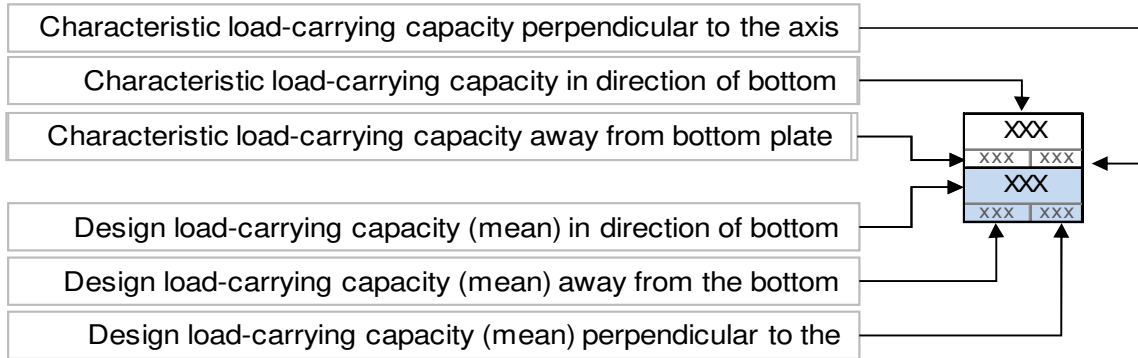 Characteristic load-carrying capacity perpendicular to the axis
Characteristic load-carrying capacity in direction of bottom
Characteristic load-carrying capacity away from bottom plate
Design load-carrying capacity (mean) in direction of bottom
Design load-carrying capacity (mean) away from the bottom
Design load-carrying capacity (mean) perpendicular to the
XXX
XXX XXX
XXX
XXX XXX